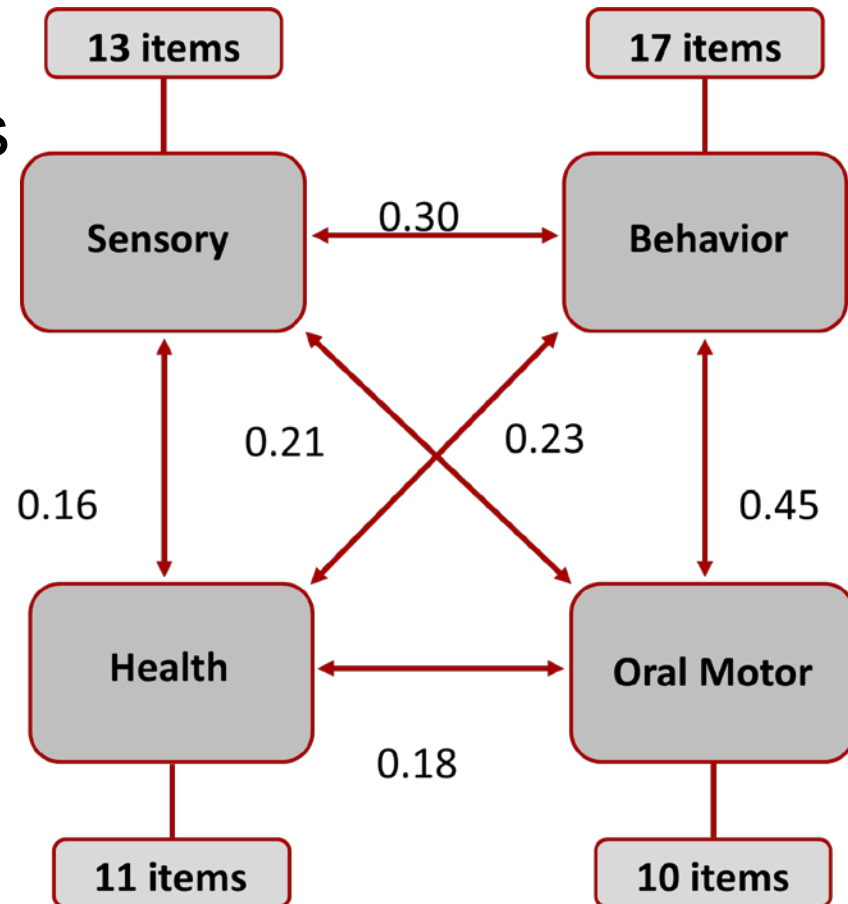 13 items
17 items
s
Sensory
0.30
Behavior
0.21
0.23
0.16
0.45
Health
Oral Motor
0.18
11 items
10 items